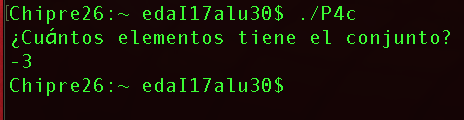 Chipre26:~ edaI17alu30$ ./P4c
¿Cuántos elementos tiene el conjunto?
-3
Chipre26:~ edaI17alu30$